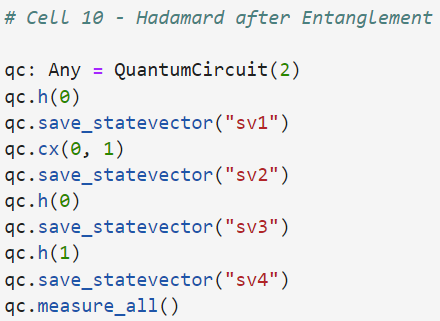 # Cell 10 - Hadamard after Entanglement
qc: Any = QuantumCircuit(2)
qc.h(0)
qc.save_statevector("sv1")
qc.cx(0, 1)
qc.save_statevector("sv2")
qc.h(0)
qc.save_statevector("sv3")
qc.h(1)
qc.save_statevector("sv4")
qc.measure_all()